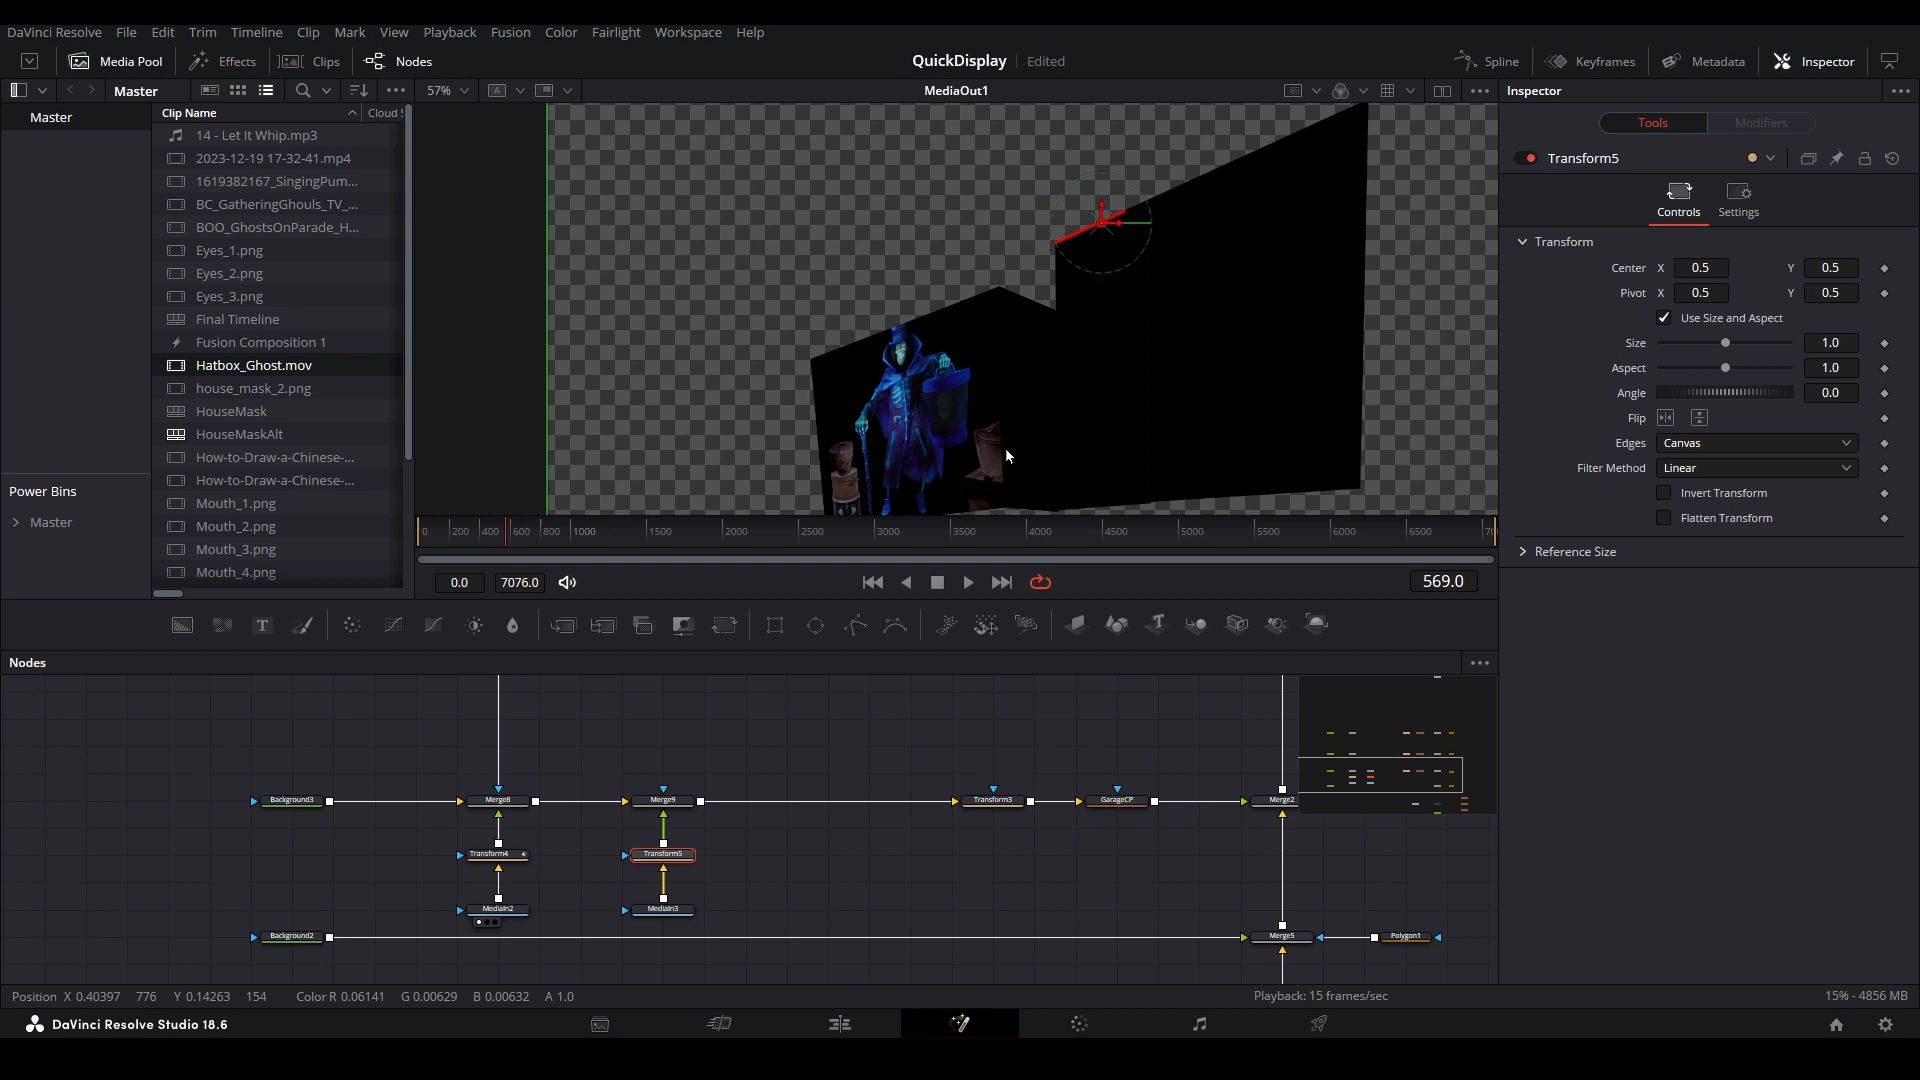 DaVinci Resolve File Edit Trim Timeline Clip Mark View Playback Fusion Color Fairlight Workspace Help
Media Pool Effects Clips Nodes QuickDisplay Edited Spline Keyframes Metadata Inspector
Master 57% A MediaOut1 Inspector
Master
Clip Name Cloud S
Tools Modifiers
14 - Let It Whip.mp3
2023-12-19 17-32-41.mp4
Transform5
1619382167_SingingPum...
BC_GatheringGhouls_TV_...
Controls Settings
BOO_GhostsOnParade_H...
Transform
Eyes_1.png
Center X 0.5 Y 0.5
Eyes_2.png
Pivot X 0.5 Y 0.5
Eyes_3.png
Use Size and Aspect
Final Timeline
Size 1.0
Fusion Composition 1
Hatbox_Ghost.mov
Aspect 1.0
house_mask_2.png
Angle 0.0
HouseMask
Flip
HouseMaskAlt
Edges Canvas
How-to-Draw-a-Chinese-...
Filter Method Linear
How-to-Draw-a-Chinese-...
Power Bins
Invert Transform
Mouth_1.png
Master
Flatten Transform
Mouth_2.png
0 200 400 600 800 1000 1500 2000 2500 3000 3500 4000 4500 5000 5500 6000 6500 70
Mouth_3.png
Reference Size
Mouth_4.png
0.0 7076.0 569.0
T T
Nodes
Background3 Merge8 Merge9 Transform3 GarageCP Merge2
Transform4 Transform5
MediaIn2 MediaIn3
Background2 Merge5 Polygon1
Position X 0.40397 776 Y 0.14263 154 Color R 0.06141 G 0.00629 B 0.00632 A 1.0 Playback: 15 frames/sec 15% - 4856 MB
DaVinci Resolve Studio 18.6